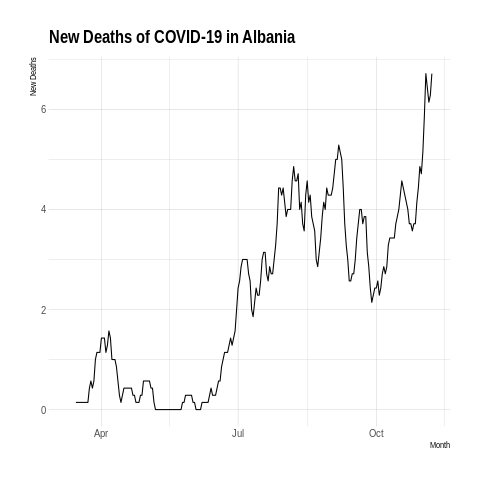 New Deaths of COVID-19 in Albania
New Deaths
6
4
2
0
Apr Jul Oct
Month